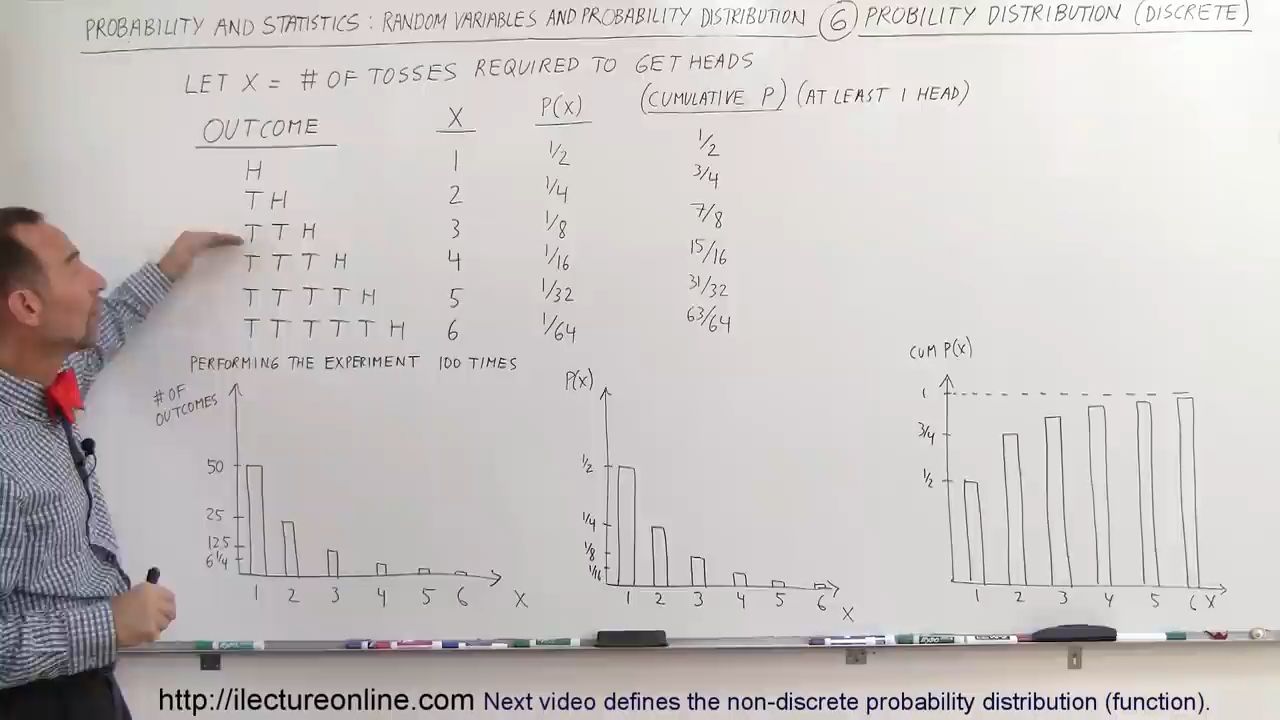 PROBABILITY AND STATISTICS : RANDOM VARIABLES AND PROBABILITY DISTRIBUTION ⑥ PROBILITY DISTRIBUTION (DISCRETE)
LET X = # OF TOSSES REQUIRED TO GET HEADS
OUTCOME X P(X) (CUMULATIVE P) (AT LEAST 1 HEAD)
H 1 1/2 1/2
T H 2 1/4 3/4
T T H 3 1/8 7/8
T T T H 4 1/16 15/16
T T T T H 5 1/32 31/32
T T T T T H 6 1/64 63/64
PERFORMING THE EXPERIMENT 100 TIMES
# OF
OUTCOMES
50
25
12.5
6 1/4
1 2 3 4 5 6 X
P(X)
1/2
1/4
1/8
1/16
1 2 3 4 5 6 X
CUM P(X)
1
3/4
1/2
1 2 3 4 5 6 X
http://ilectureonline.com Next video defines the non-discrete probability distribution (function).